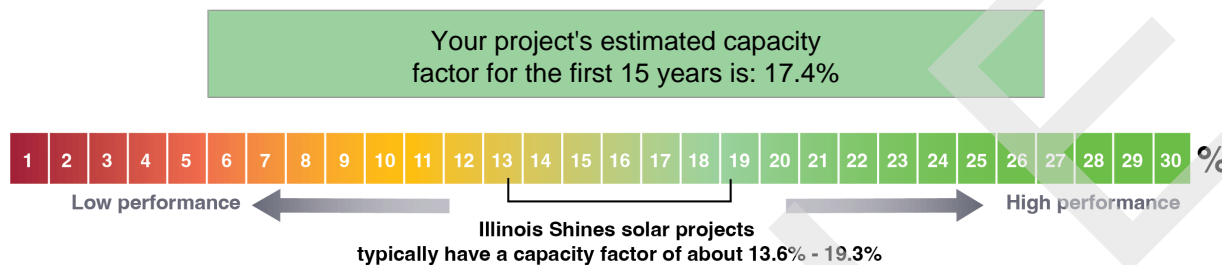 Your project's estimated capacity
factor for the first 15 years is: 17.4%
1 2 3 4 5 6 7 8 9 10 11 12 13 14 15 16 17 18 19 20 21 22 23 24 25 26 27 28 29 30 %
Low performance High performance
Illinois Shines solar projects
typically have a capacity factor of about 13.6% - 19.3%